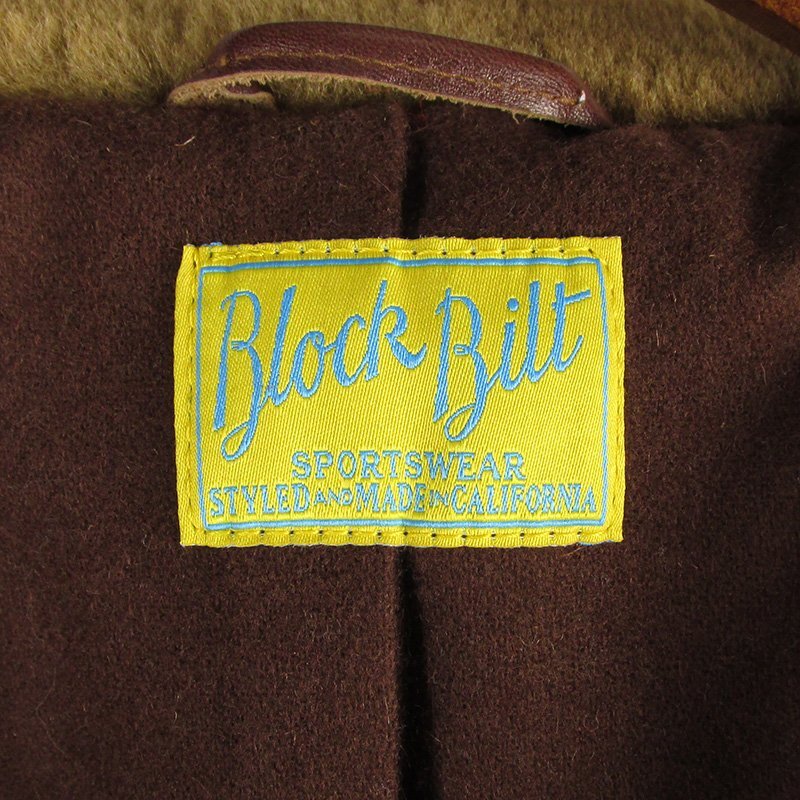 Block Bilt
SPORTSWEAR
STYLED AND MADE IN CALIFORNIA